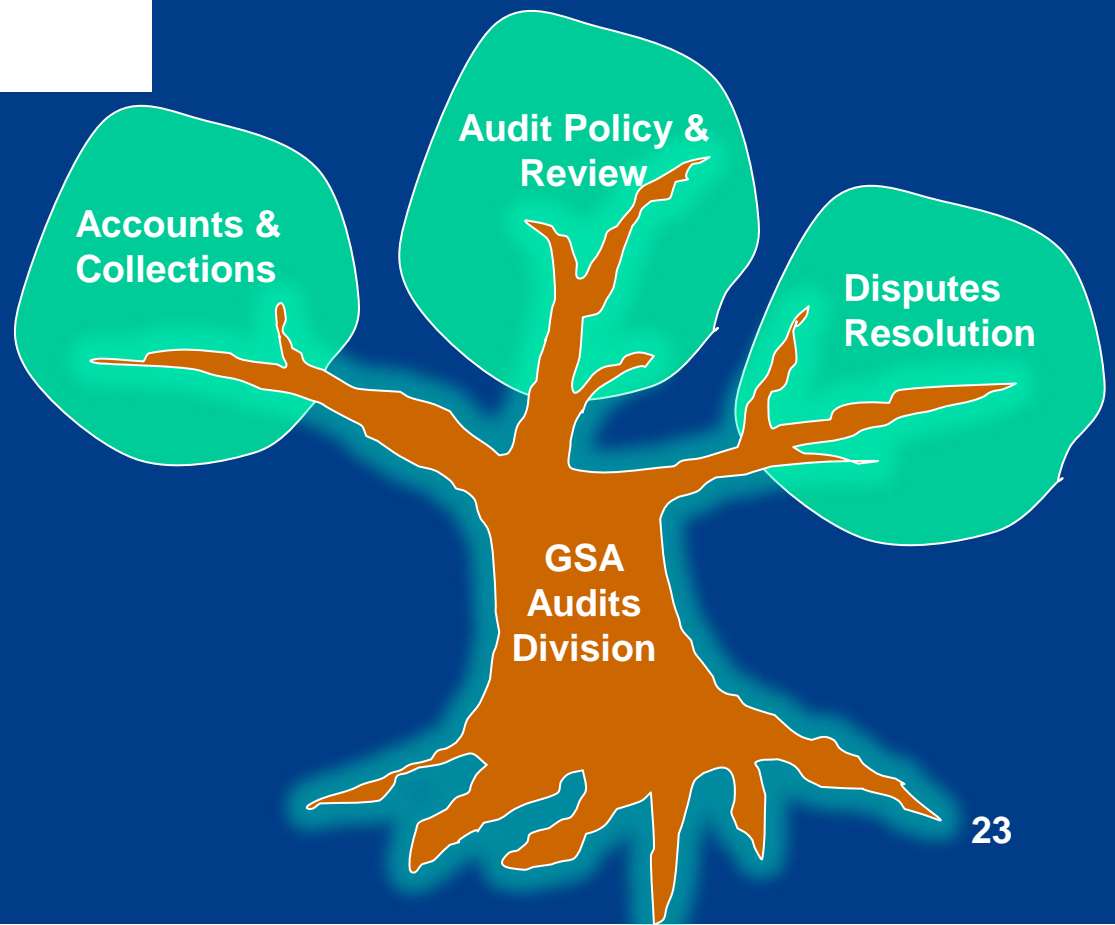 Audit Policy &
Review
Accounts &
Collections
Disputes
Resolution
GSA
Audits
Division
23